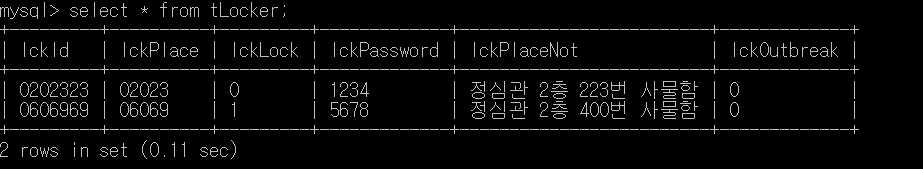 mysql> select * from tLocker;
+---------+----------+---------+-------------+------------------------+-------------+
| lckId | lckPlace | lckLock | lckPassword | lckPlaceNot | lckOutbreak |
+---------+----------+---------+-------------+------------------------+-------------+
| 0202323 | 02023 | 0 | 1234 | 정심관 2층 223번 사물함 | 0 |
| 0606969 | 06069 | 1 | 5678 | 정심관 2층 400번 사물함 | 0 |
+---------+----------+---------+-------------+------------------------+-------------+
2 rows in set (0.11 sec)